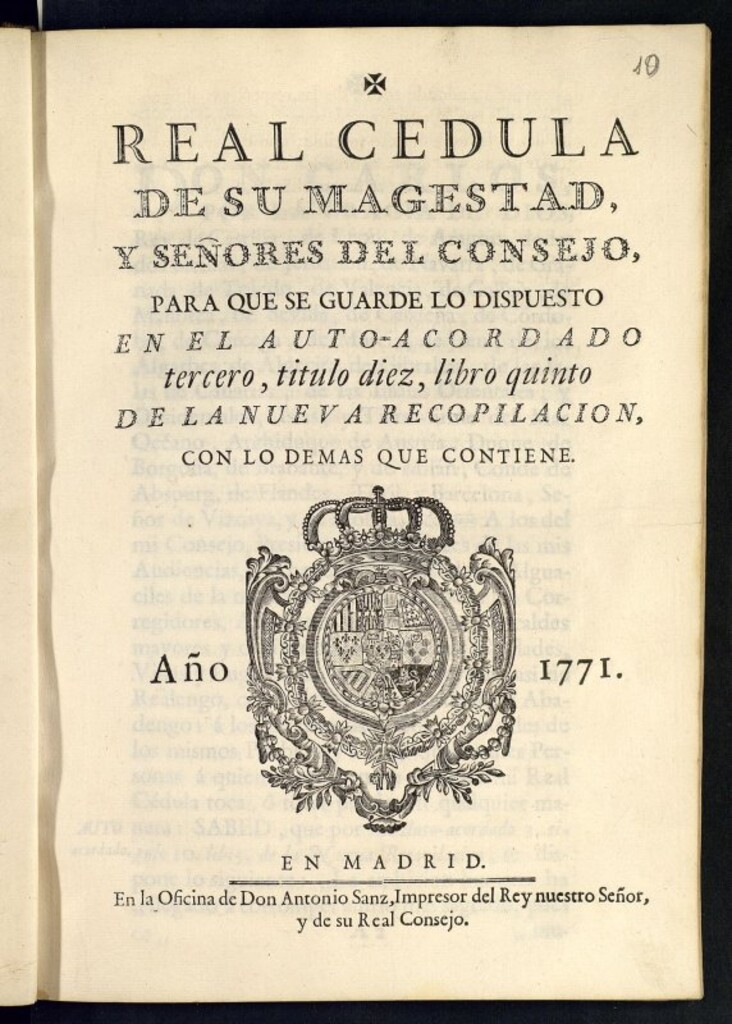 10
REAL CEDULA
DE SU MAGESTAD,
Y SEÑORES DEL CONSEJO,
PARA QUE SE GUARDE LO DISPUESTO
EN EL AUTO-ACORDADO
tercero, titulo diez, libro quinto
DE LA NUEVA RECOPILACION,
CON LO DEMAS QUE CONTIENE.
Año 1771.
EN MADRID.
En la Oficina de Don Antonio Sanz, Impresor del Rey nuestro Señor,
y de su Real Consejo.